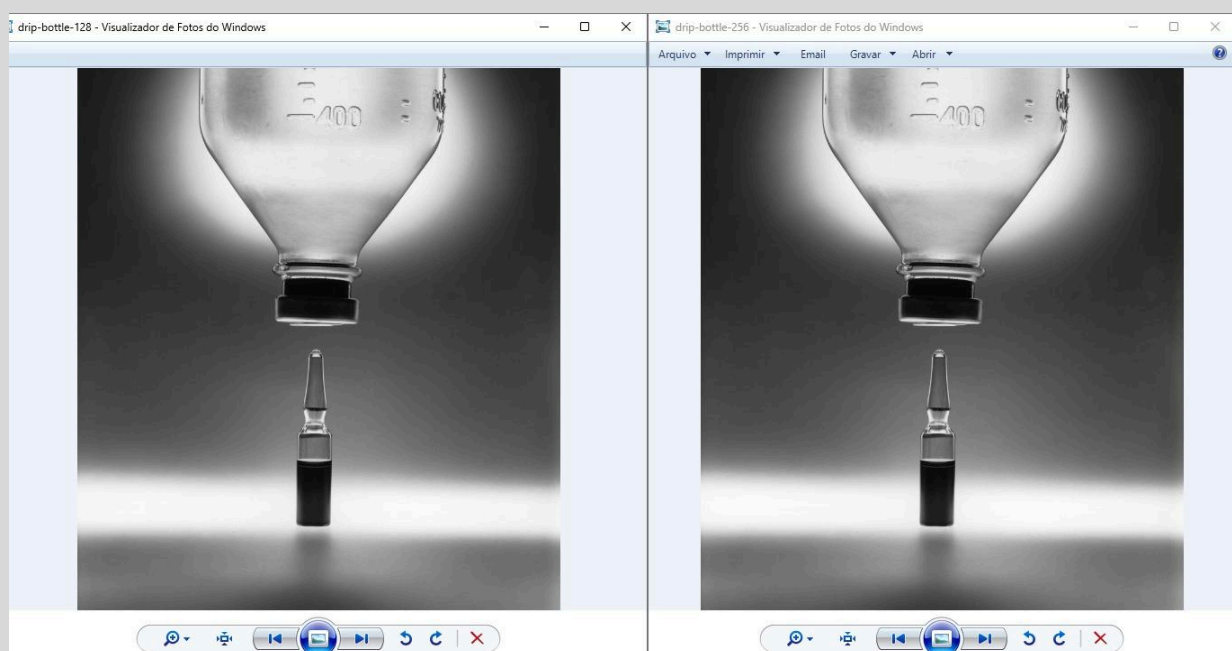 drip-bottle-128 - Visualizador de Fotos do Windows
drip-bottle-256 - Visualizador de Fotos do Windows
Arquivo Imprimir Email Gravar Abrir
400
400